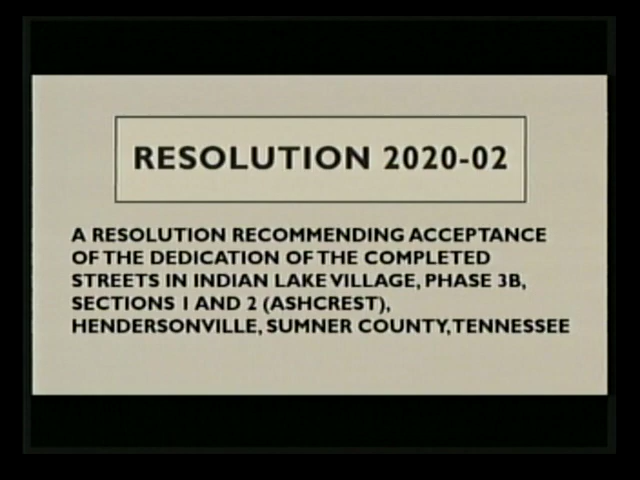 RESOLUTION 2020-02
A RESOLUTION RECOMMENDING ACCEPTANCE
OF THE DEDICATION OF THE COMPLETED
STREETS IN INDIAN LAKE VILLAGE, PHASE 3B,
SECTIONS 1 AND 2 (ASHCREST),
HENDERSONVILLE, SUMNER COUNTY, TENNESSEE